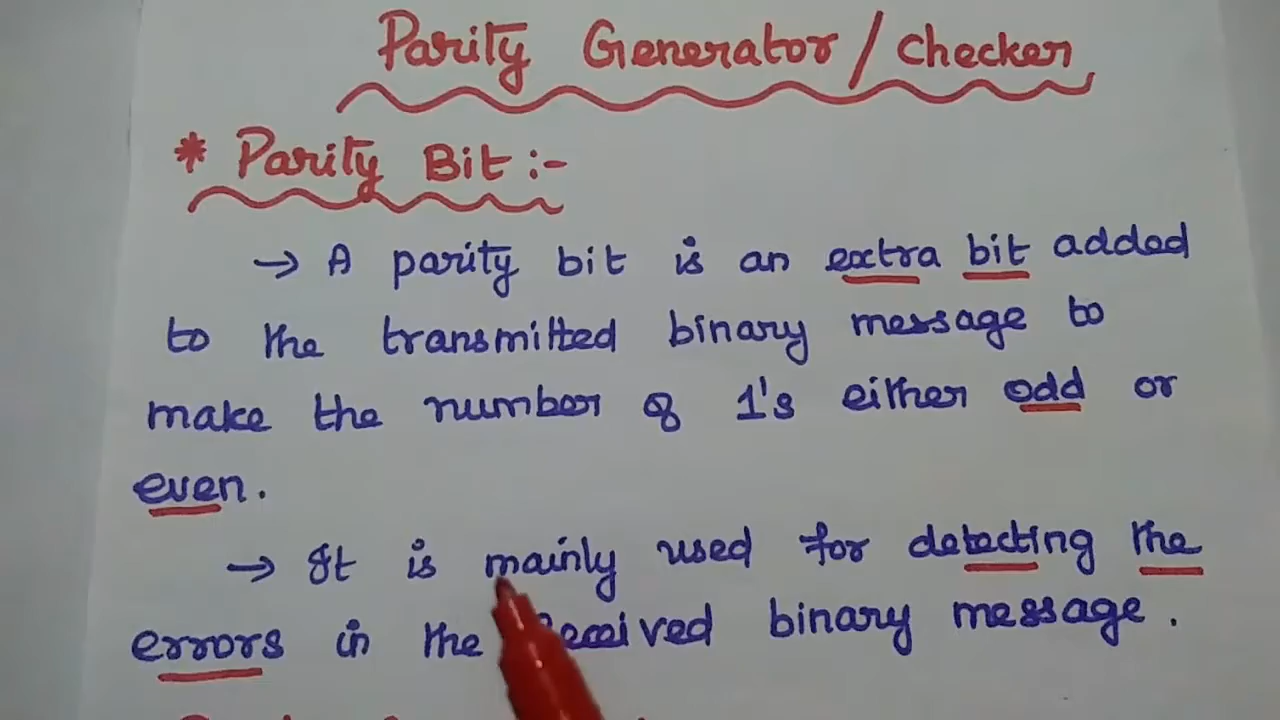 Parity Generator/checker
* Parity Bit :-
→ A parity bit is an extra bit added
to the transmitted binary message to
make the number of 1's either odd or
even.
→ It is mainly used for detecting the
errors in the received binary message.